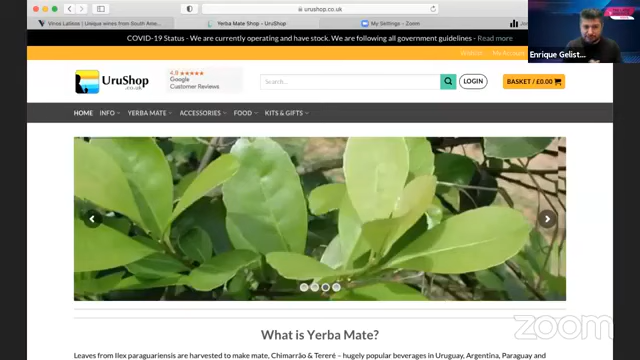 urushop.co.uk
Vinos Latinos | Unique wines from South Ame...
Yerba Mate Shop – UruShop
My Settings - Zoom
COVID-19 Status - We are currently operating and have stock. We are following all government guidelines - Read more
My Account
Enrique Gelist...
UruShop
.co.uk
4.9 ★★★★★
Google
Customer Reviews
Search...
LOGIN
BASKET / £0.00
HOME
INFO
YERBA MATE
ACCESSORIES
FOOD
KITS & GIFTS
zoom
What is Yerba Mate?
Leaves from Ilex paraguariensis are harvested to make mate, Chimarrão & Tereré – hugely popular beverages in Uruguay, Argentina, Paraguay and